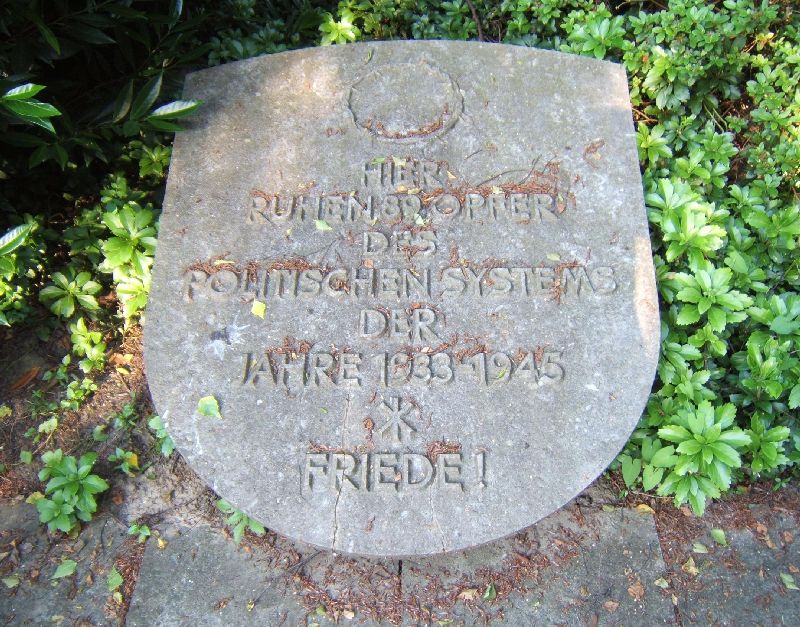 HIER
RUHEN 89 OPFER
DES
POLITISCHEN SYSTEMS
DER
JAHRE 1933-1945
FRIEDE!